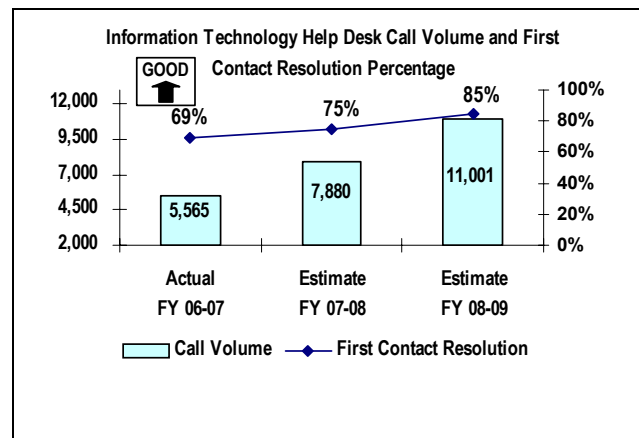 Information Technology Help Desk Call Volume and First
Contact Resolution Percentage
GOOD
12,000
9,500
7,000
4,500
2,000
69%
75%
85%
5,565
7,880
11,001
100%
80%
60%
40%
20%
0%
Actual
FY 06-07
Estimate
FY 07-08
Estimate
FY 08-09
Call Volume
First Contact Resolution